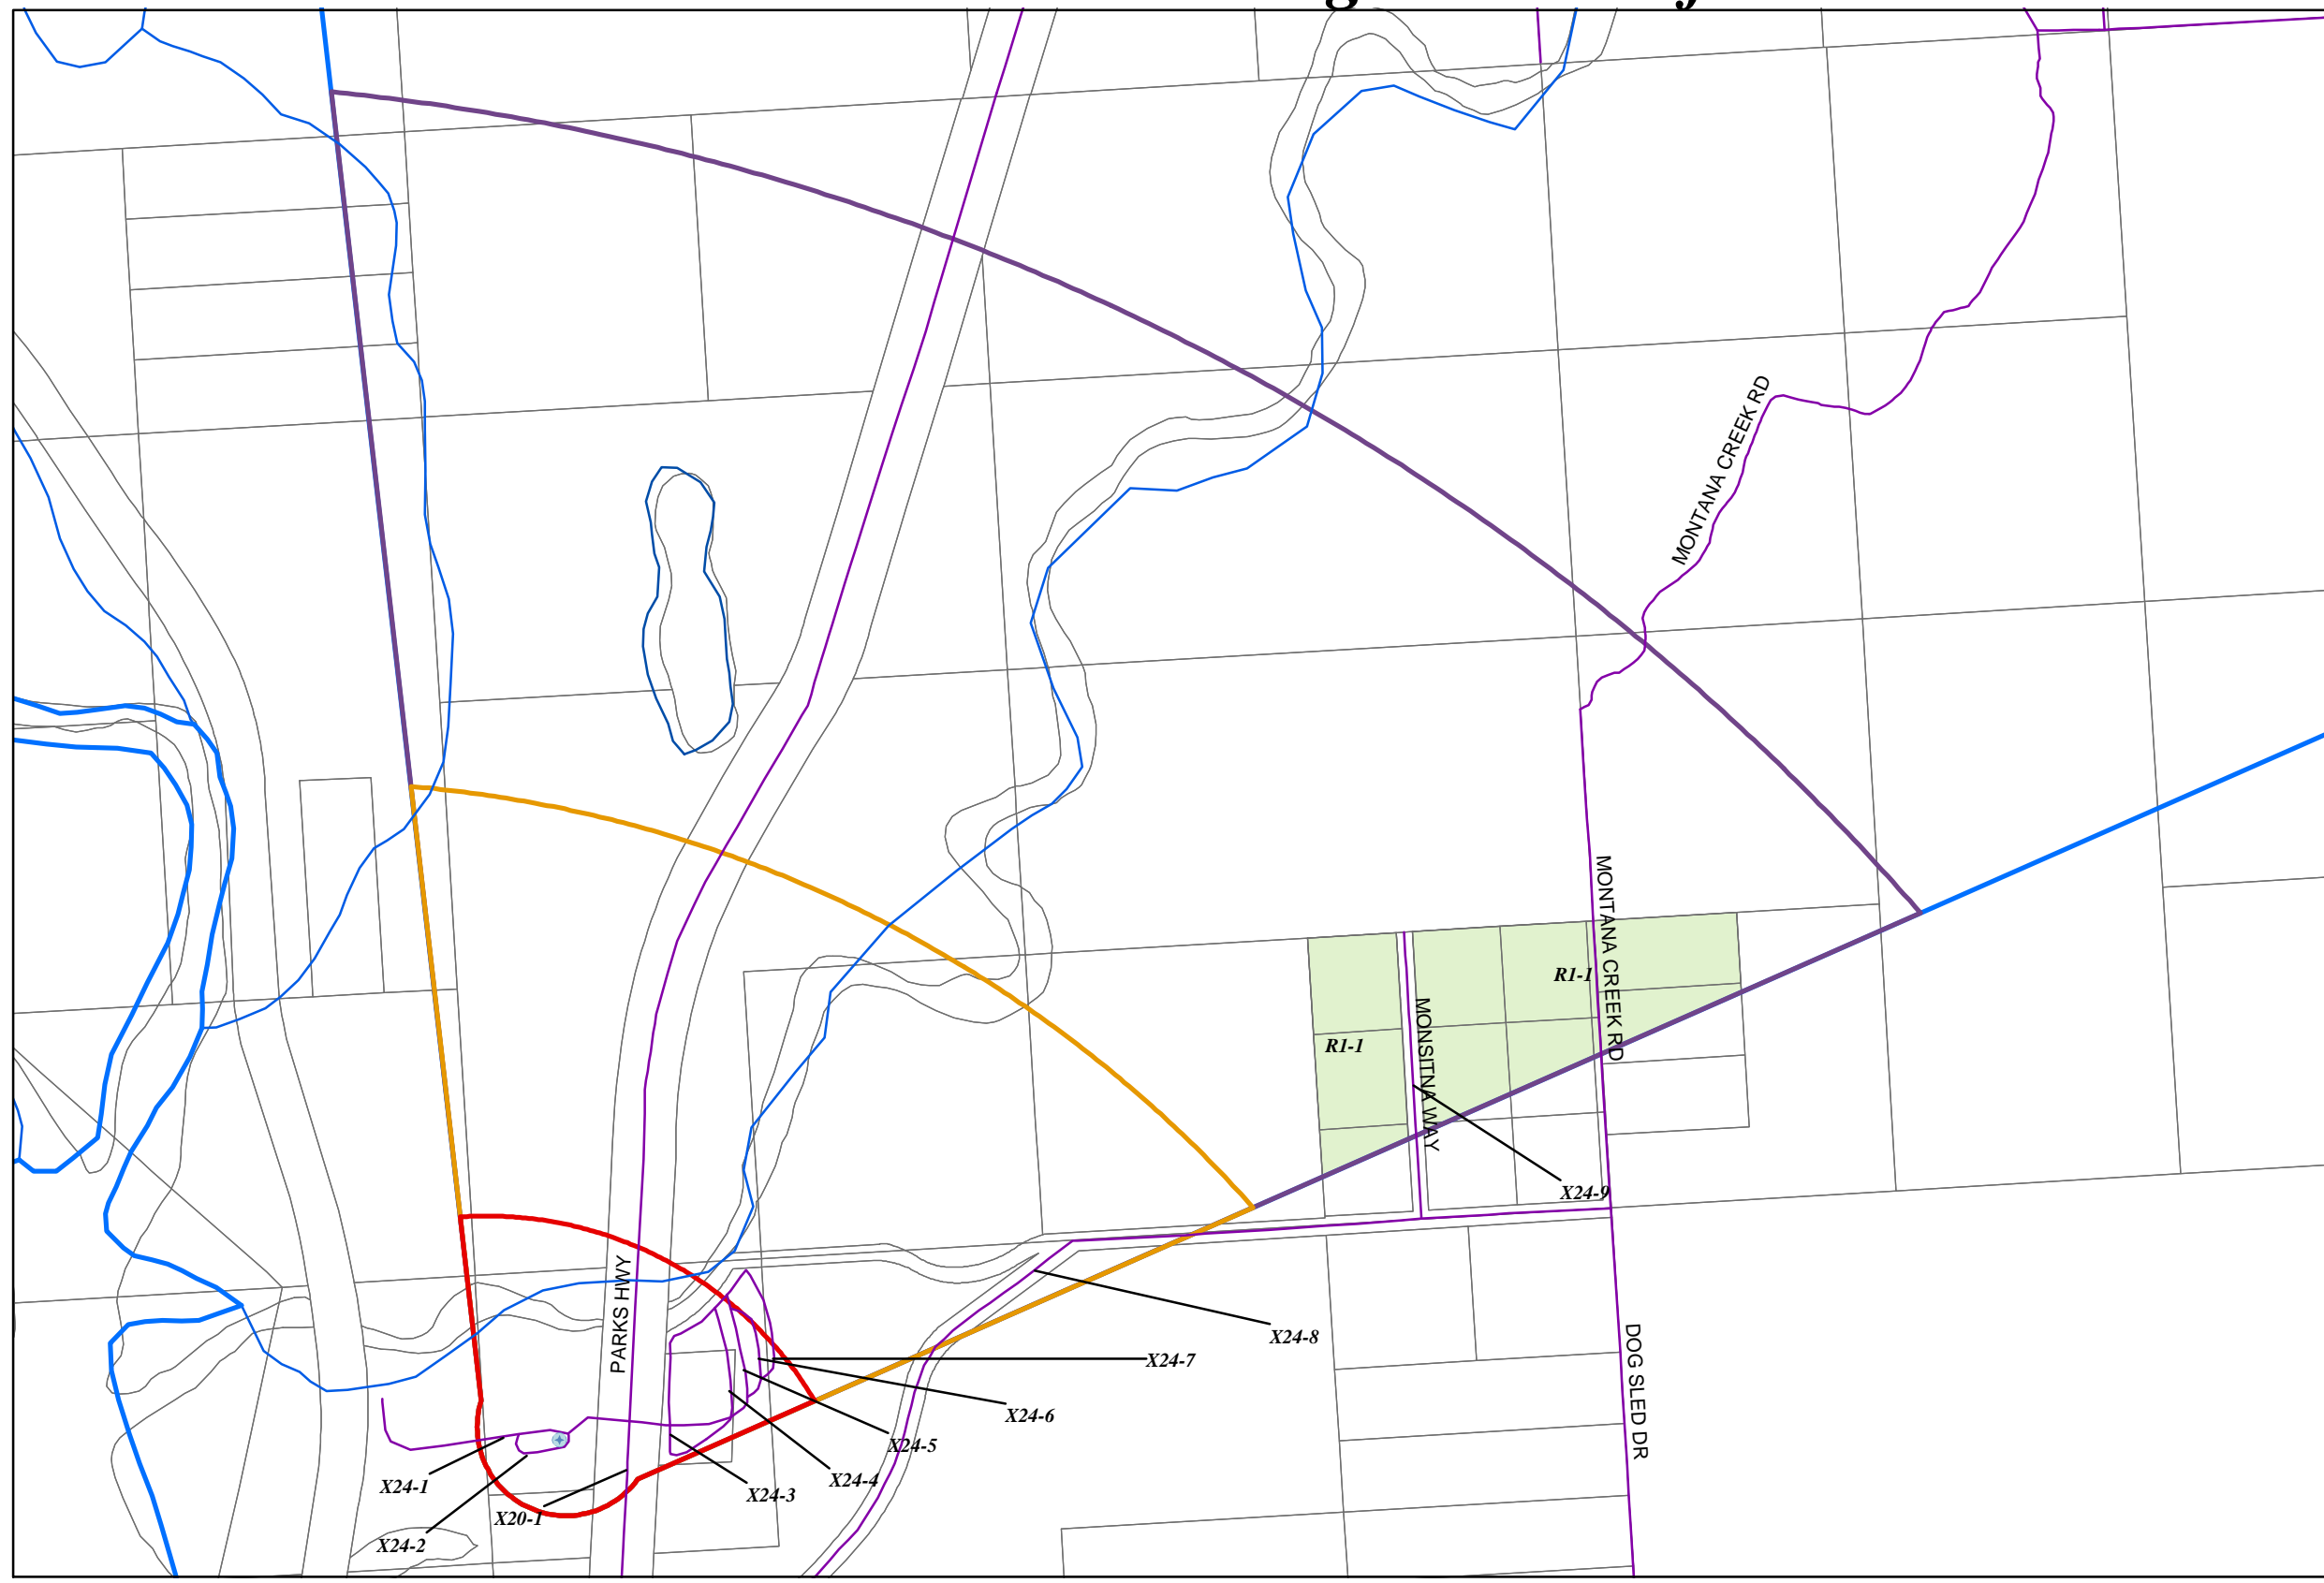 MONTANA CREEK RD
MONTANA CREEK RD
R1-1
R1-1
MONSITNA WAY
X24-9
PARKS HWY
X24-8
DOG SLED DR
X24-7
X24-6
X24-5
X24-4
X24-1
X24-3
X20-1
X24-2